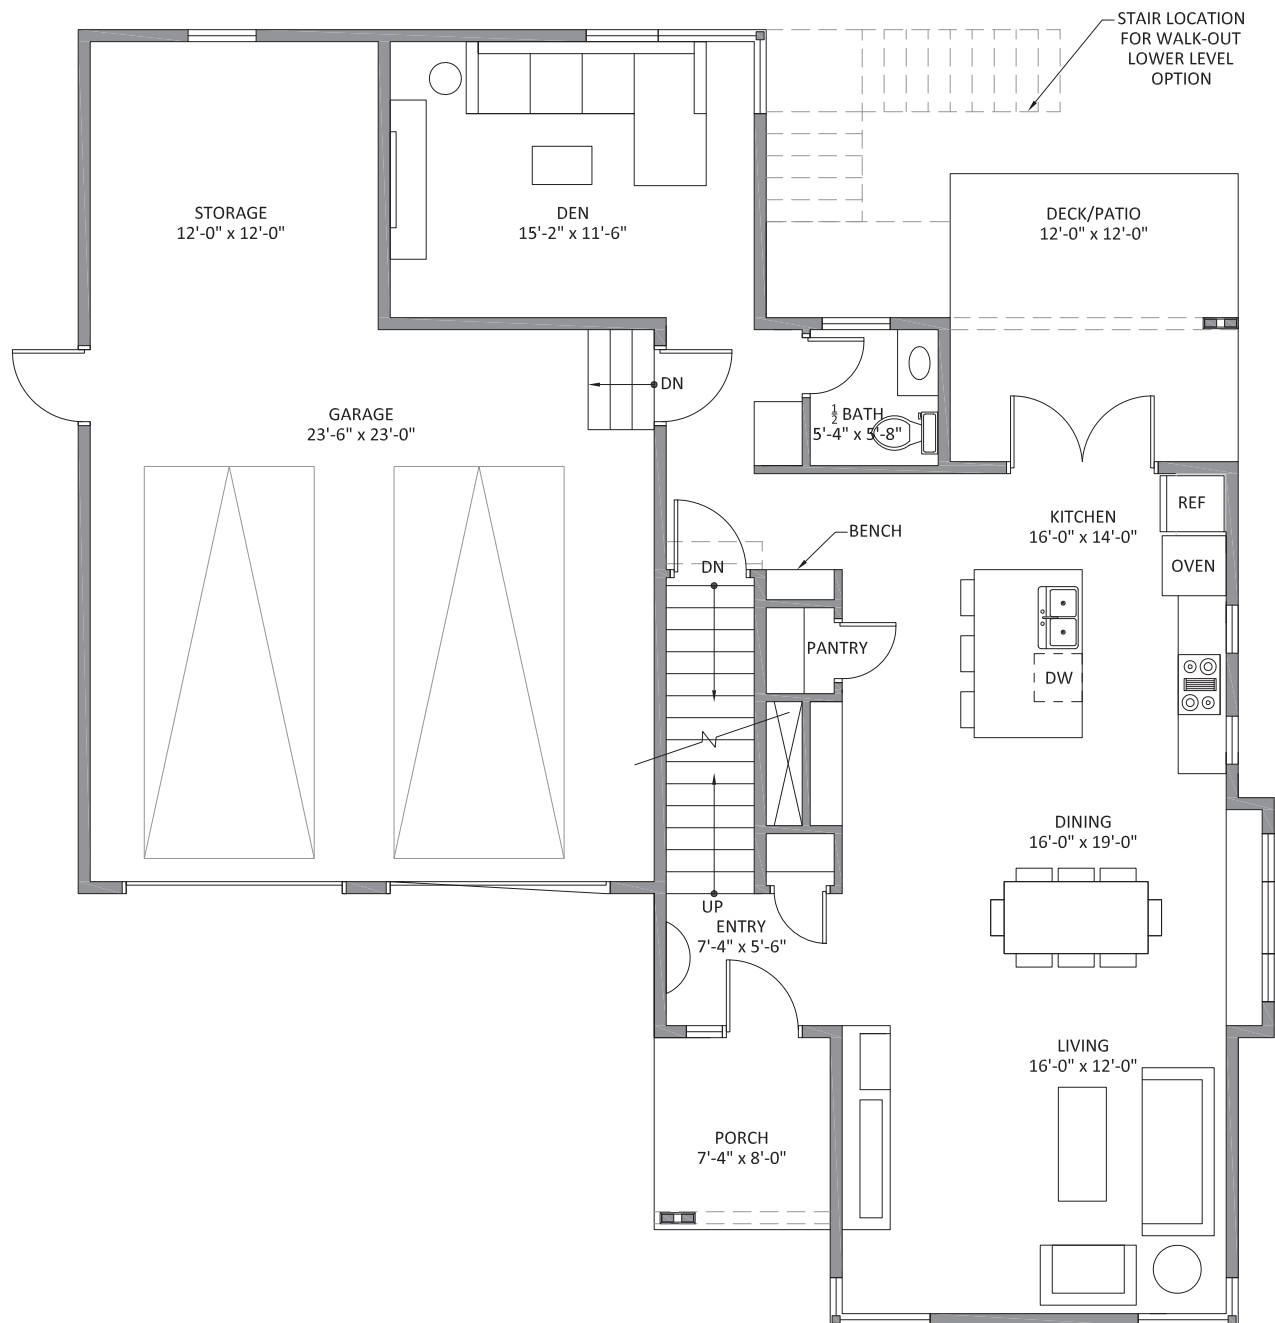 STAIR LOCATION
FOR WALK-OUT
LOWER LEVEL
OPTION
STORAGE
12'-0" x 12'-0"
DEN
15'-2" x 11'-6"
DECK/PATIO
12'-0" x 12'-0"
DN
GARAGE
23'-6" x 23'-0"
½ BATH
5'-4" x 5'-8"
REF
KITCHEN
16'-0" x 14'-0"
BENCH
DN
OVEN
PANTRY
DW
DINING
16'-0" x 19'-0"
UP
ENTRY
7'-4" x 5'-6"
LIVING
16'-0" x 12'-0"
PORCH
7'-4" x 8'-0"